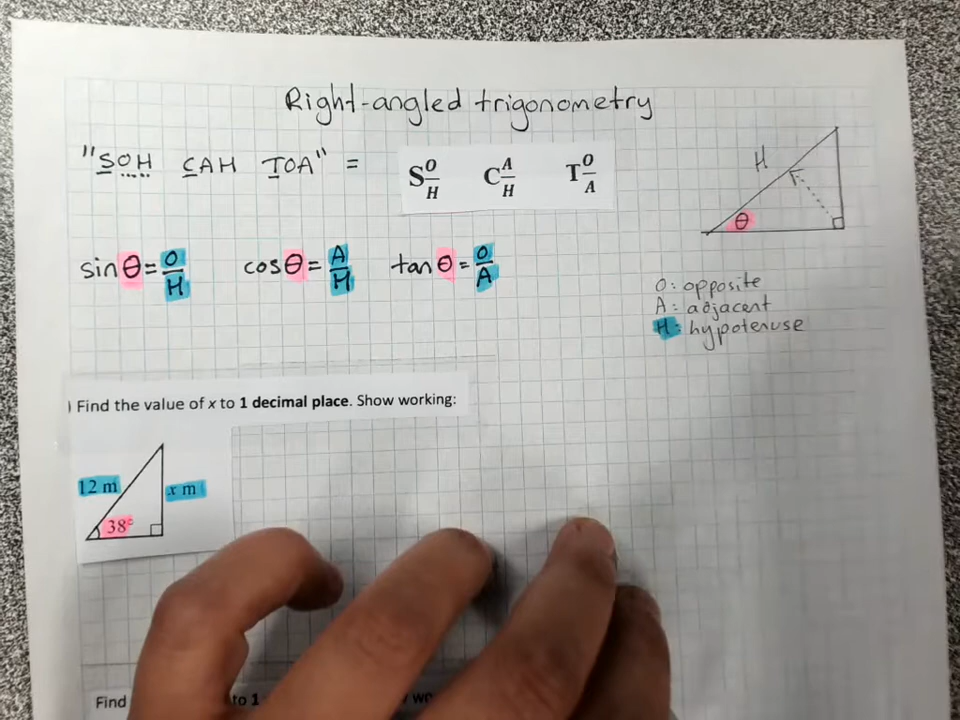 Right-angled trigonometry
"SOH CAH TOA" = S O/H C A/H T O/A
H
θ
sin θ = O/H cos θ = A/H tan θ = O/A
O: opposite
A: adjacent
H: hypotenuse
) Find the value of x to 1 decimal place. Show working:
12 m
x m
38°
Find to 1